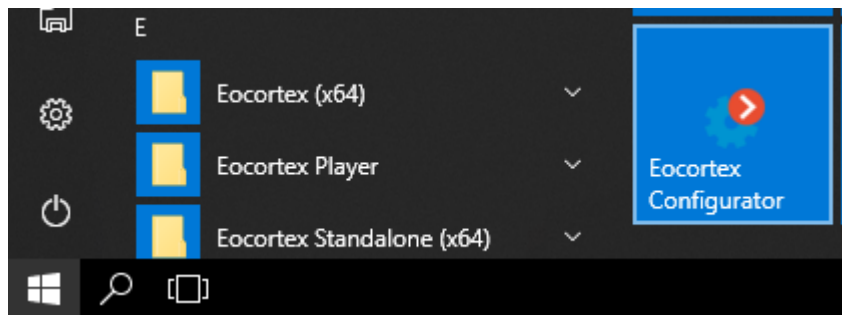 E
Eocortex (x64)
Eocortex Player
Eocortex Standalone (x64)
Eocortex
Configurator